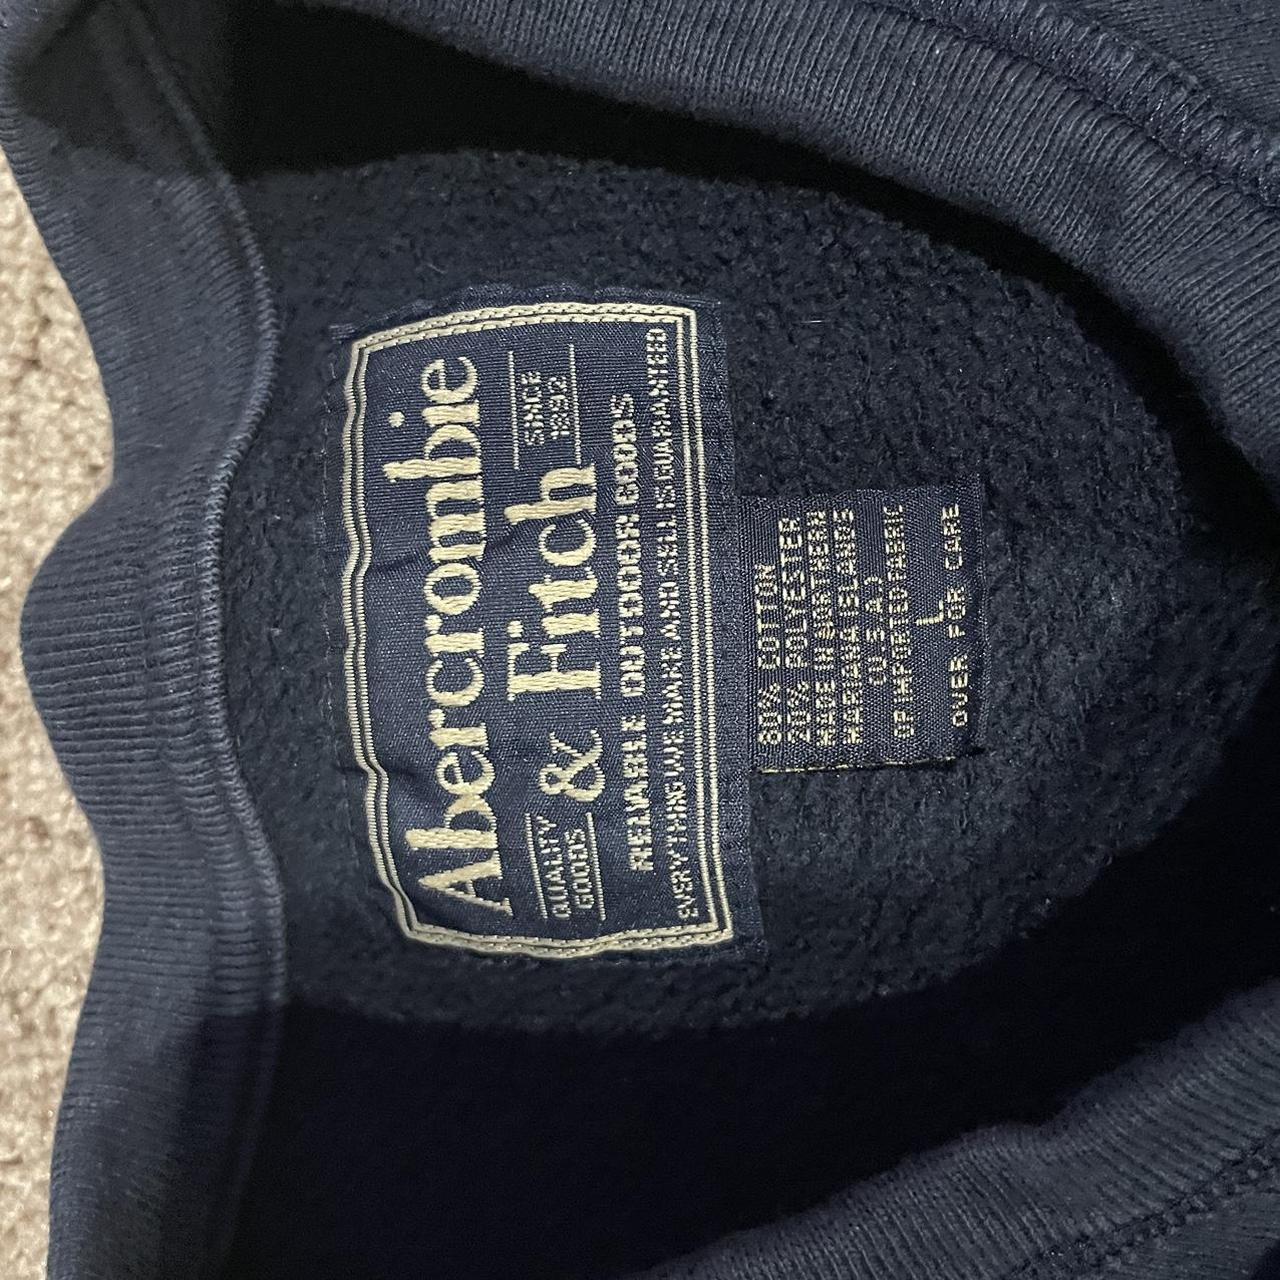 Abercrombie
QUALITY GOODS & Fitch SINCE 1892
RELIABLE OUTDOOR GOODS
EVERYTHING WE MAKE AND SELL IS GUARANTEED
80% COTTON
20% POLYESTER
MADE IN NORTHERN
MARIANA ISLANDS
(U.S.A.)
OF IMPORTED FABRIC
L
OVER FOR CARE